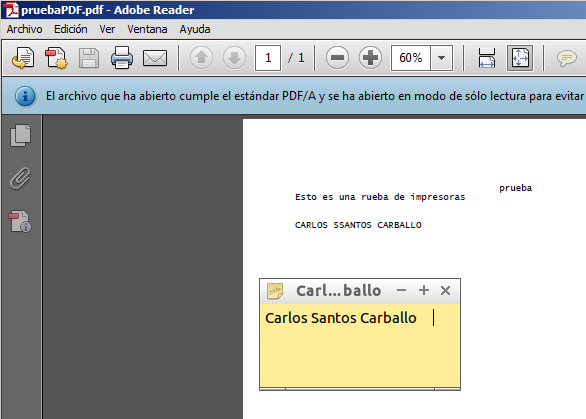 pruebaPDF.pdf - Adobe Reader
Archivo Edición Ver Ventana Ayuda
1 / 1 60%
El archivo que ha abierto cumple el estándar PDF/A y se ha abierto en modo de sólo lectura para evitar
prueba
Esto es una rueba de impresoras
CARLOS SSANTOS CARBALLO
Carl...ballo
Carlos Santos Carballo